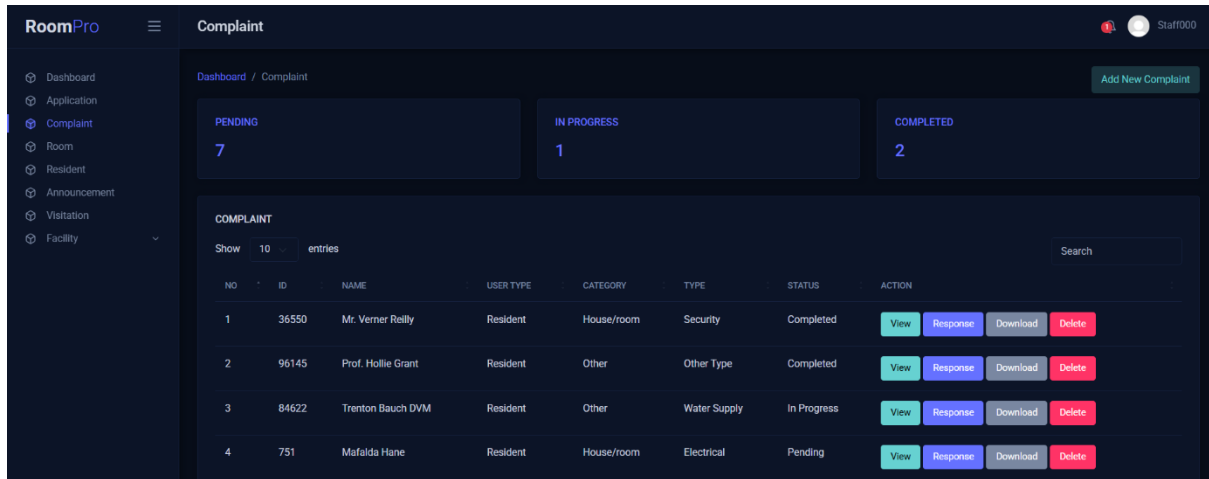 RoomPro
Complaint
1
Staff000
Dashboard
Application
Complaint
Room
Resident
Announcement
Visitation
Facility
Dashboard / Complaint
Add New Complaint
PENDING
7
IN PROGRESS
1
COMPLETED
2
COMPLAINT
Show 10 entries
Search
NO ID NAME USER TYPE CATEGORY TYPE STATUS ACTION
1 36550 Mr. Verner Reilly Resident House/room Security Completed View Response Download Delete
2 96145 Prof. Hollie Grant Resident Other Other Type Completed View Response Download Delete
3 84622 Trenton Bauch DVM Resident Other Water Supply In Progress View Response Download Delete
4 751 Mafalda Hane Resident House/room Electrical Pending View Response Download Delete